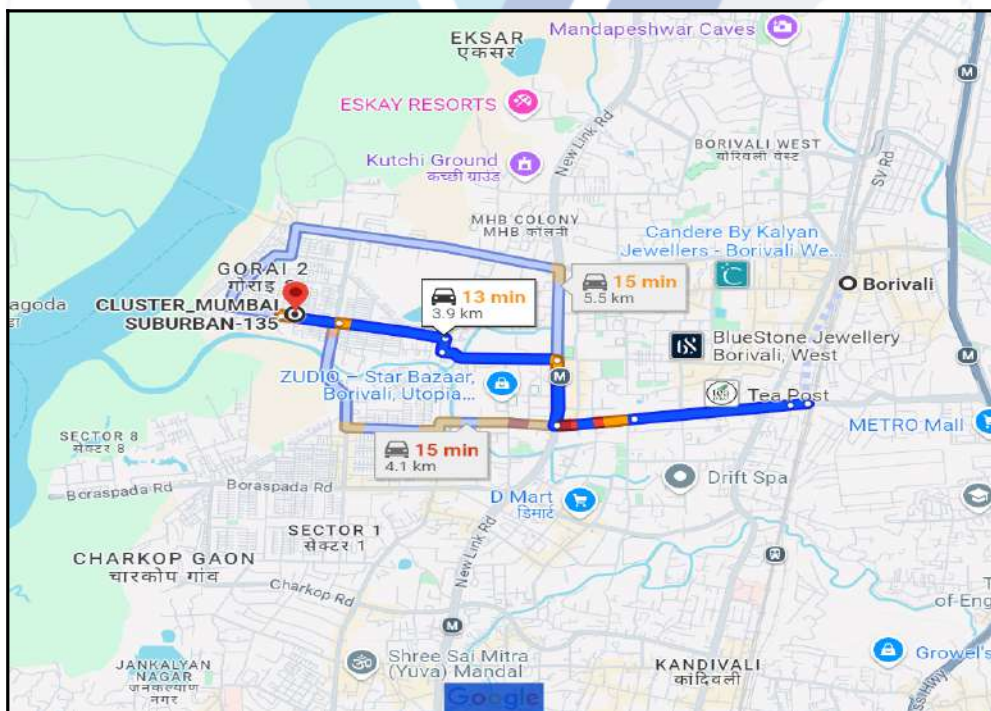 Mandapeshwar Caves
EKSAR
एकसर
M
ESKAY RESORTS
New Link Rd
BORIVALI WEST
बोरिवली वेस्ट
SV Rd
Kutchi Ground
कच्छी ग्राउंड
MHB COLONY
MHB कॉलनी
Candere By Kalyan
Jewellers - Borivali We...
GORAI 2
गोराई 2
13 min
3.9 km
15 min
5.5 km
Borivali
agoda
CLUSTER_MUMBAI
SUBURBAN-135
BlueStone Jewellery
Borivali, West
M
M
ZUDIO – Star Bazaar,
Borivali, Utopia...
Tea Post
METRO Mall
SECTOR 8
सेक्टर 8
15 min
4.1 km
Boraspada Rd
Drift Spa
D Mart
डिमार्ट
SECTOR 1
सेक्टर 1
New Link Rd
CHARKOP GAON
चारकोप गांव
Charkop Rd
M
T
of Eng
Growel's
JANKALYAN
NAGAR
जनकल्याण
नगर
Shree Sai Mitra
(Yuva) Mandal
KANDIVALI
कांदिवली
Google